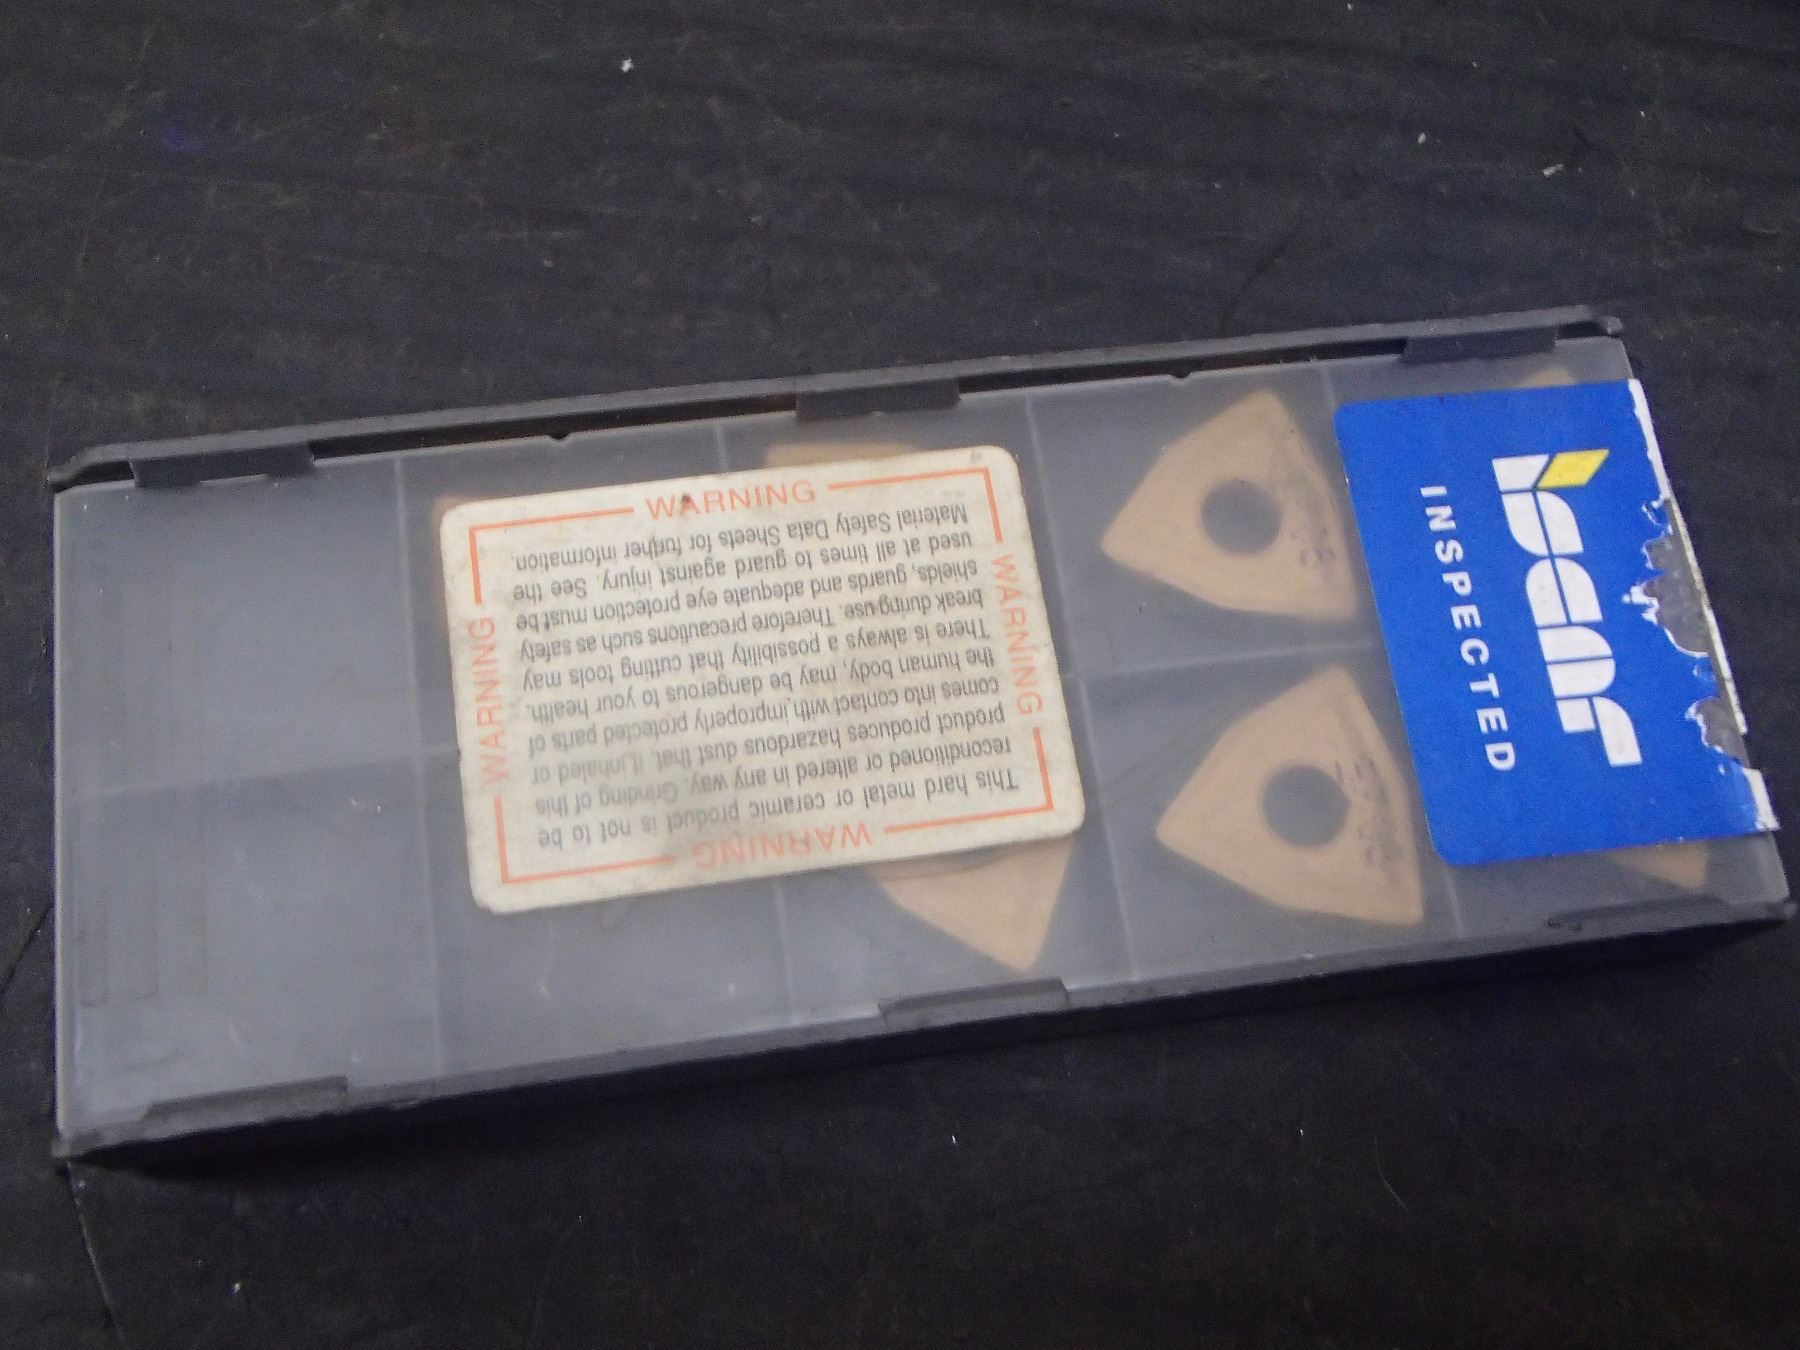 WARNING
This hard metal or ceramic product is not to be
reconditioned or altered in any way. Grinding of this
product produces hazardous dust that, if inhaled or
comes into contact with improperly protected parts of
the human body, may be dangerous to your health.
There is always a possibility that cutting tools may
break during use. Therefore precautions such as safety
shields, guards and adequate eye protection must be
used at all times to guard against injury. See the
Material Safety Data Sheets for further information.
WARNING
WARNING
WARNING
iscar
INSPECTED